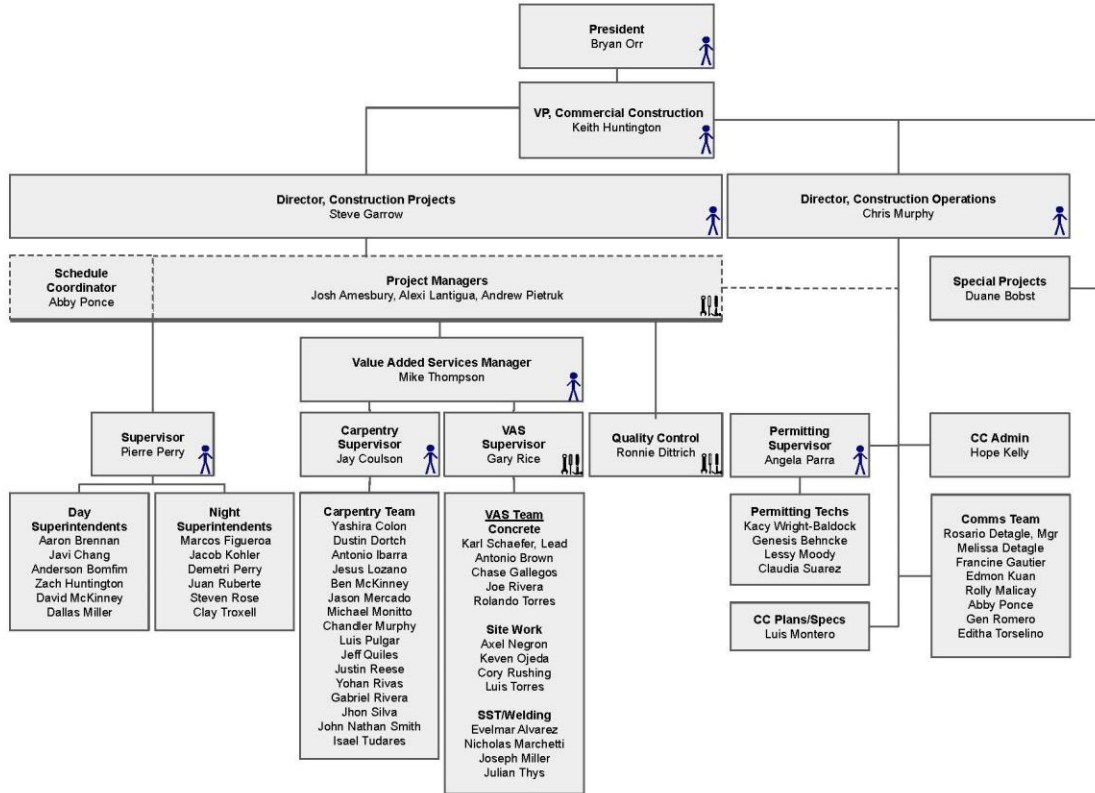 President
Bryan Orr
VP, Commercial Construction
Keith Huntington
Director, Construction Projects
Steve Garrow
Director, Construction Operations
Chris Murphy
Schedule
Coordinator
Abby Ponce
Project Managers
Josh Amesbury, Alexi Lantigua, Andrew Pietruk
Special Projects
Duane Bobst
Value Added Services Manager
Mike Thompson
Supervisor
Pierre Perry
Carpentry
Supervisor
Jay Coulson
VAS
Supervisor
Gary Rice
Quality Control
Ronnie Dittrich
Permitting
Supervisor
Angela Parra
CC Admin
Hope Kelly
Day
Superintendents
Aaron Brennan
Javi Chang
Anderson Bomfim
Zach Huntington
David McKinney
Dallas Miller
Night
Superintendents
Marcos Figueroa
Jacob Kohler
Demetri Perry
Juan Ruberte
Steven Rose
Clay Troxell
Carpentry Team
Yashira Colon
Dustin Dortch
Antonio Ibarra
Jesus Lozano
Ben McKinney
Jason Mercado
Michael Monitto
Chandler Murphy
Luis Pulgar
Jeff Quiles
Justin Reese
Yohan Rivas
Gabriel Rivera
Jhon Silva
John Nathan Smith
Isael Tudares
VAS Team
Concrete
Karl Schaefer, Lead
Antonio Brown
Chase Gallegos
Joe Rivera
Rolando Torres
Site Work
Axel Negron
Keven Ojeda
Cory Rushing
Luis Torres
SST/Welding
Evelmar Alvarez
Nicholas Marchetti
Joseph Miller
Julian Thys
Permitting Techs
Kacy Wright-Baldock
Genesis Behncke
Lessy Moody
Claudia Suarez
CC Plans/Specs
Luis Montero
Comms Team
Rosario Detagle, Mgr
Melissa Detagle
Francine Gautier
Edmon Kuan
Rolly Malicay
Abby Ponce
Gen Romero
Editha Torselino